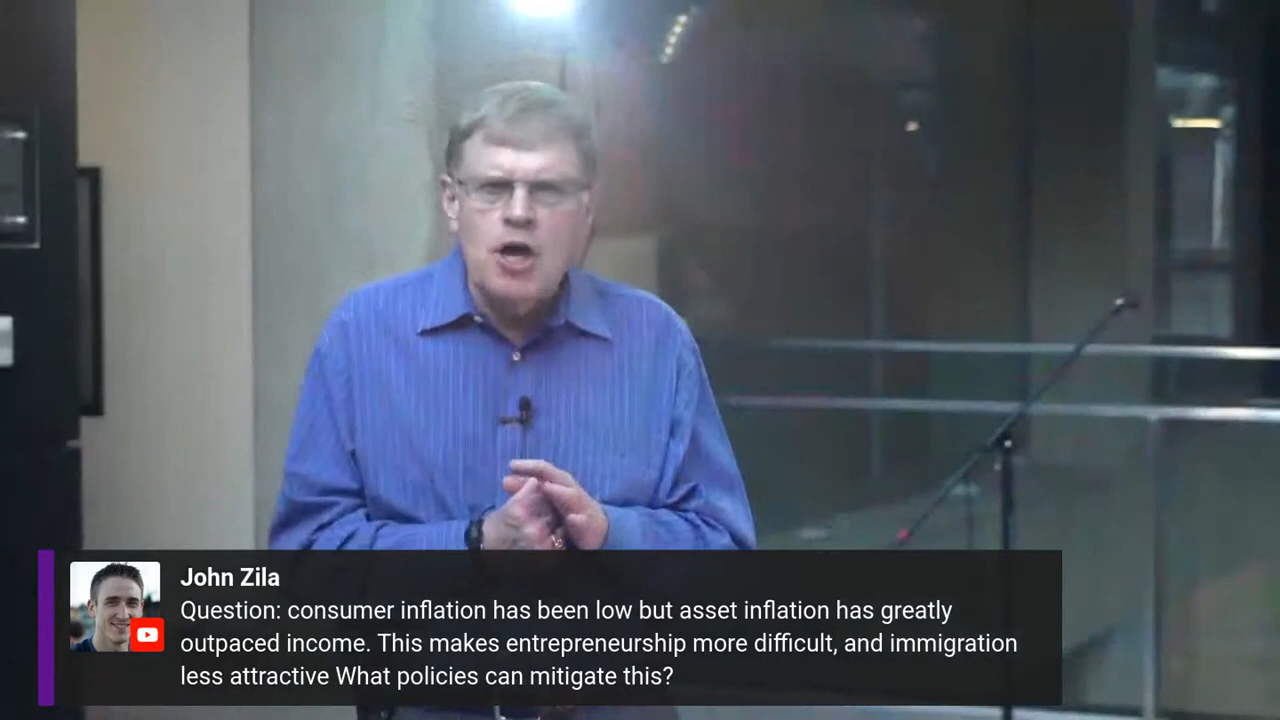 John Zila
Question: consumer inflation has been low but asset inflation has greatly
outpaced income. This makes entrepreneurship more difficult, and immigration
less attractive What policies can mitigate this?